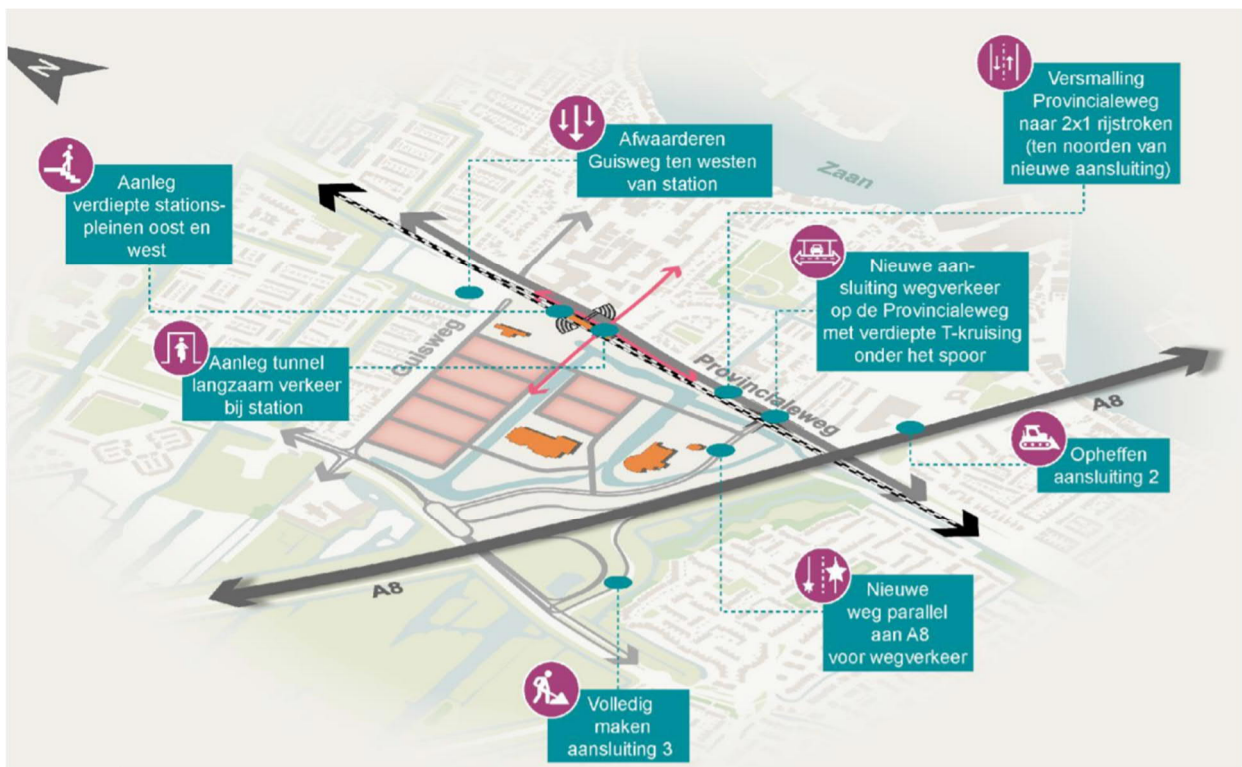 N
Versmalling
Provincialeweg
naar 2x1 rijstroken
(ten noorden van
nieuwe aansluiting)
Afwaarderen
Guisweg ten westen
van station
Aanleg
verdiepte stations-
pleinen oost en
west
Zaan
Nieuwe aan-
sluiting wegverkeer
op de Provincialeweg
met verdiepte T-kruising
onder het spoor
Aanleg tunnel
langzaam verkeer
bij station
Guisweg
Provincialeweg
A8
Opheffen
aansluiting 2
A8
Nieuwe
weg parallel
aan A8
voor wegverkeer
Volledig
maken
aansluiting 3